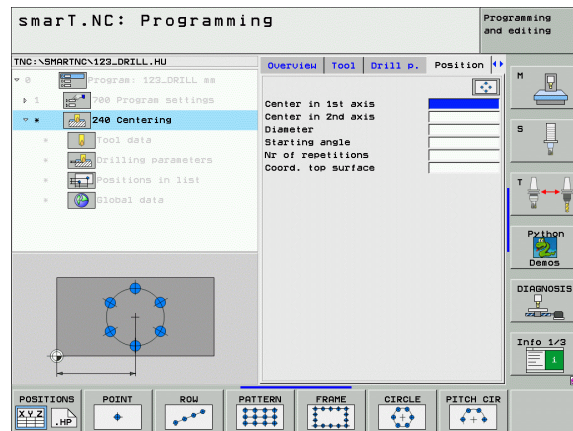 smarT.NC: Programming
Programming
and editing
TNC:\SMARTNC\123_DRILL.HU
0 Program: 123_DRILL mm
1 700 Program settings
* 240 Centering
* Tool data
* Drilling parameters
* Positions in list
* Global data
Overview Tool Drill p. Position
Center in 1st axis
Center in 2nd axis
Diameter
Starting angle
Nr of repetitions
Coord. top surface
M
S
T
Python
Demos
DIAGNOSIS
Info 1/3
1
POSITIONS
X,Y,Z
.HP
POINT
ROW
PATTERN
FRAME
CIRCLE
PITCH CIR